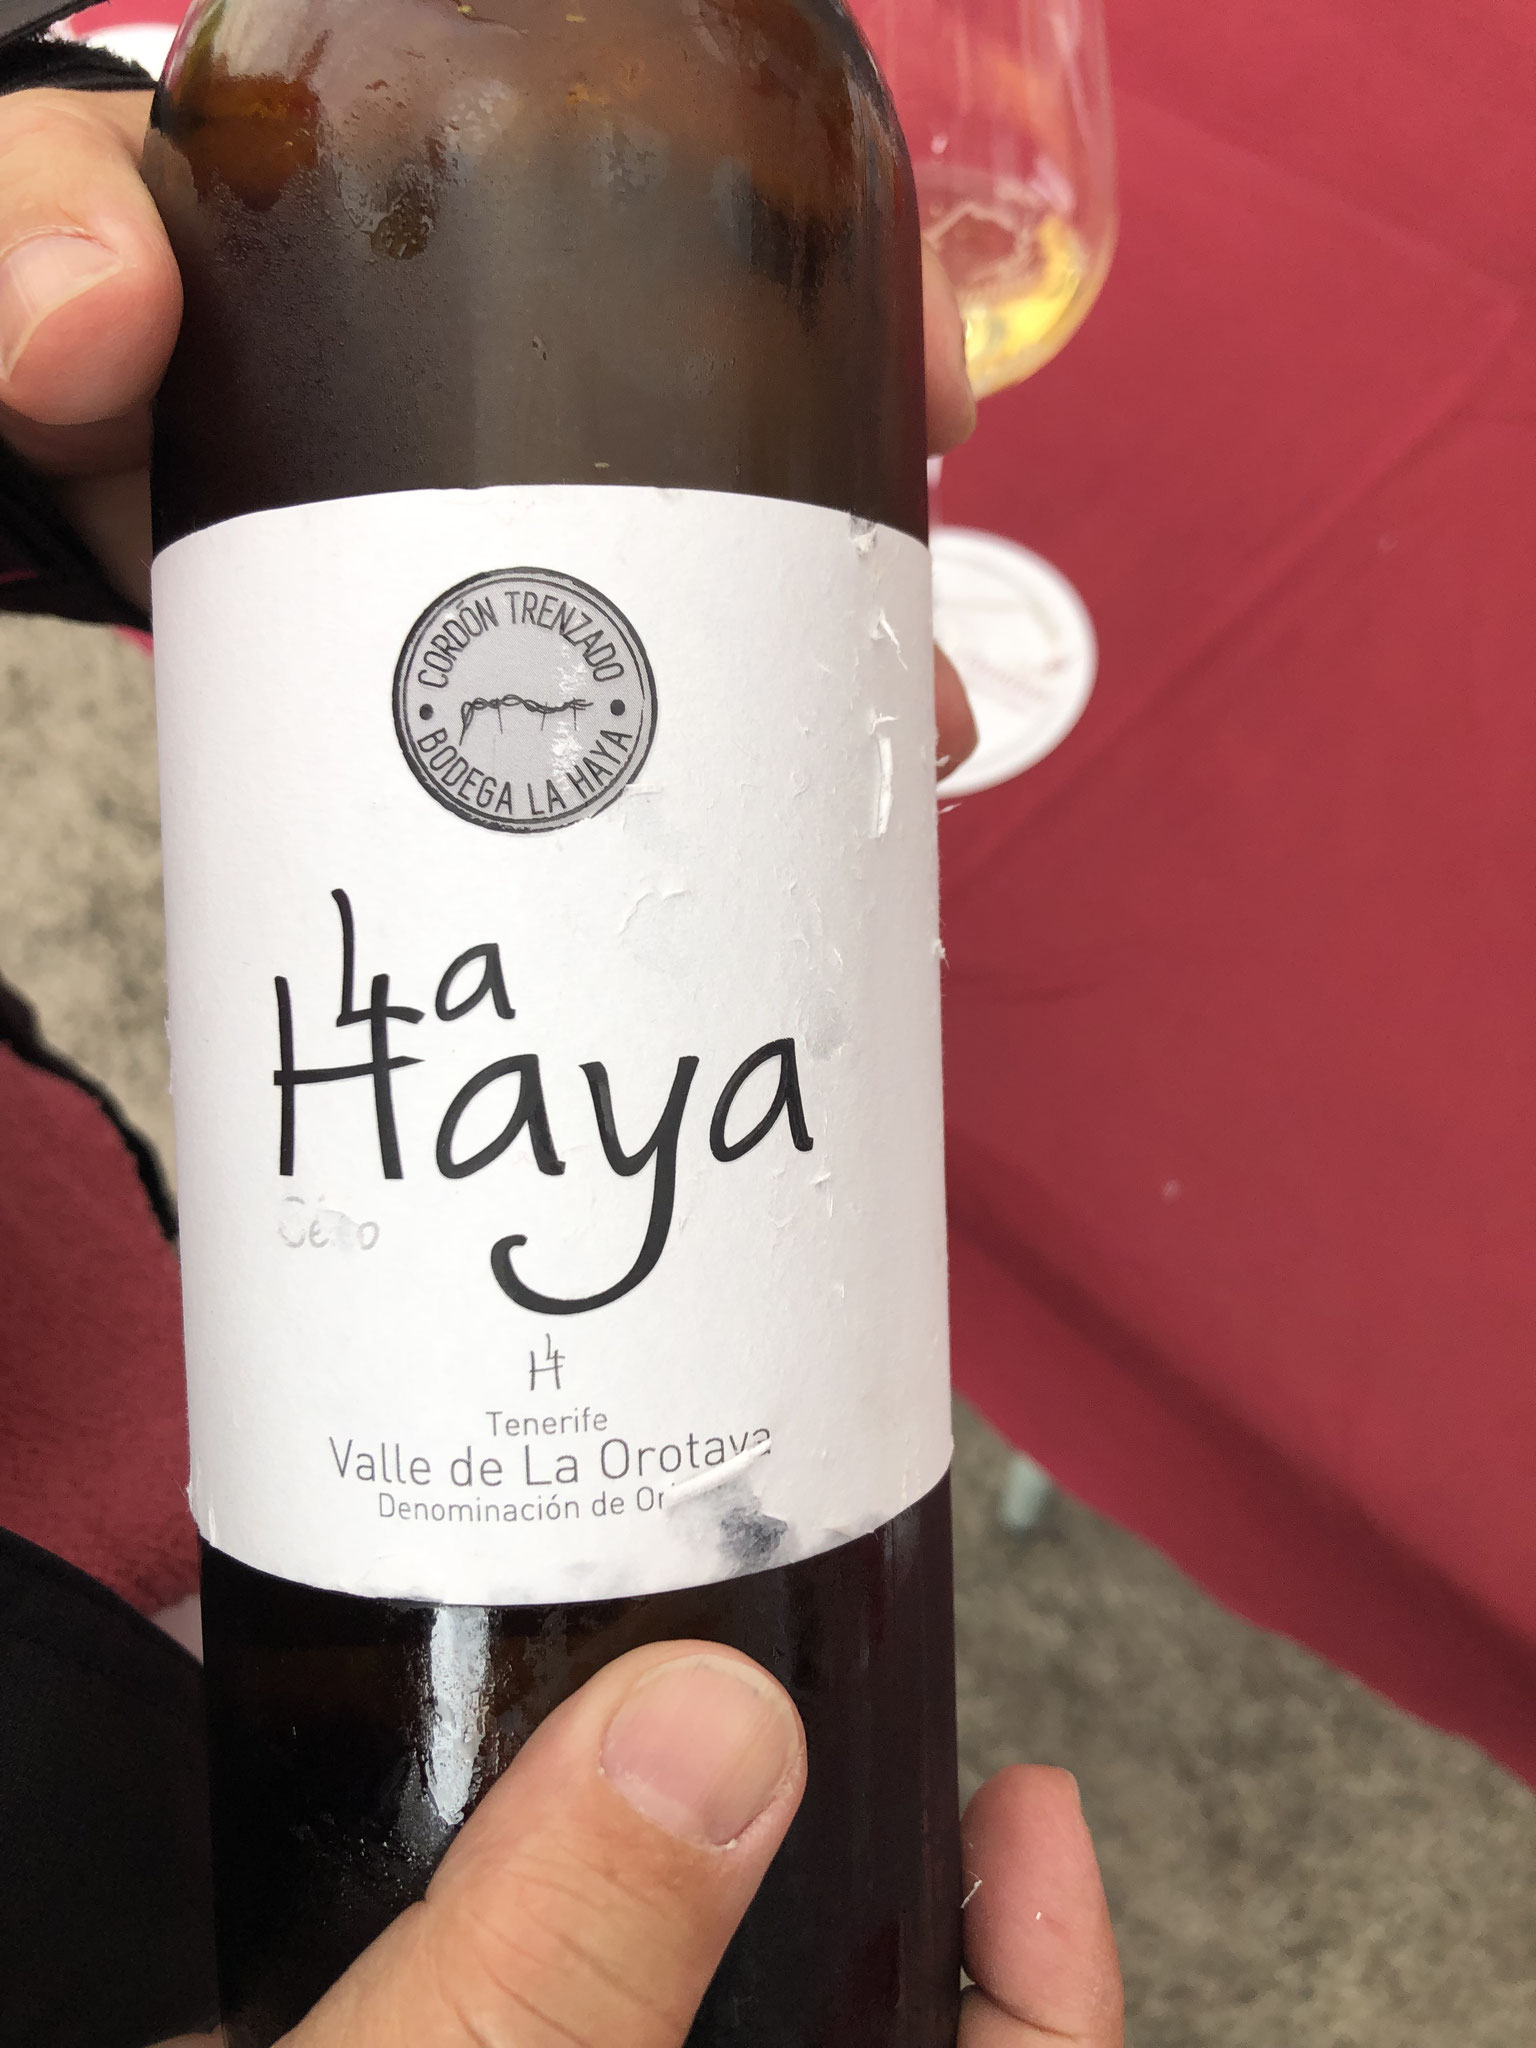 CORDÓN TRENZADO
BODEGA LA HAYA
La
Haya
Tenerife
Valle de La Orotava
Denominación de